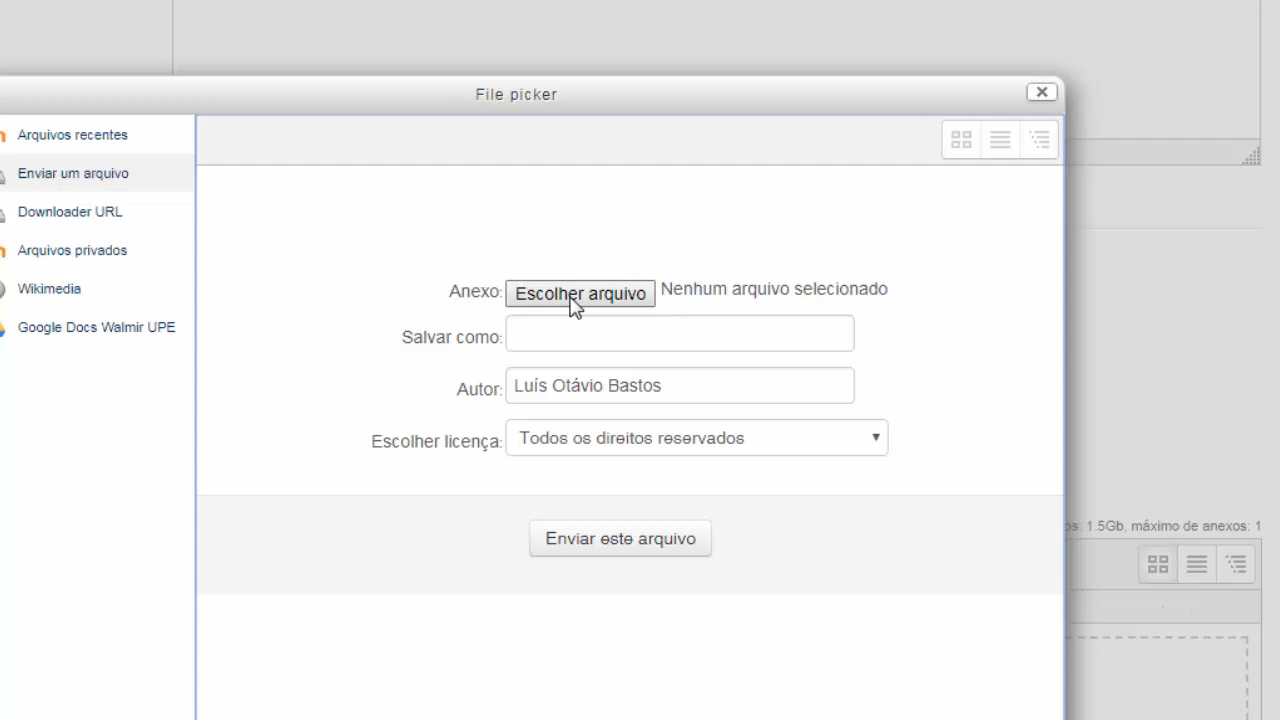 File picker
Arquivos recentes
Enviar um arquivo
Downloader URL
Arquivos privados
Wikimedia
Google Docs Walmir UPE
Anexo: Escolher arquivo Nenhum arquivo selecionado
Salvar como:
Autor: Luís Otávio Bastos
Escolher licença: Todos os direitos reservados
Enviar este arquivo
: 1.5Gb, máximo de anexos: 1